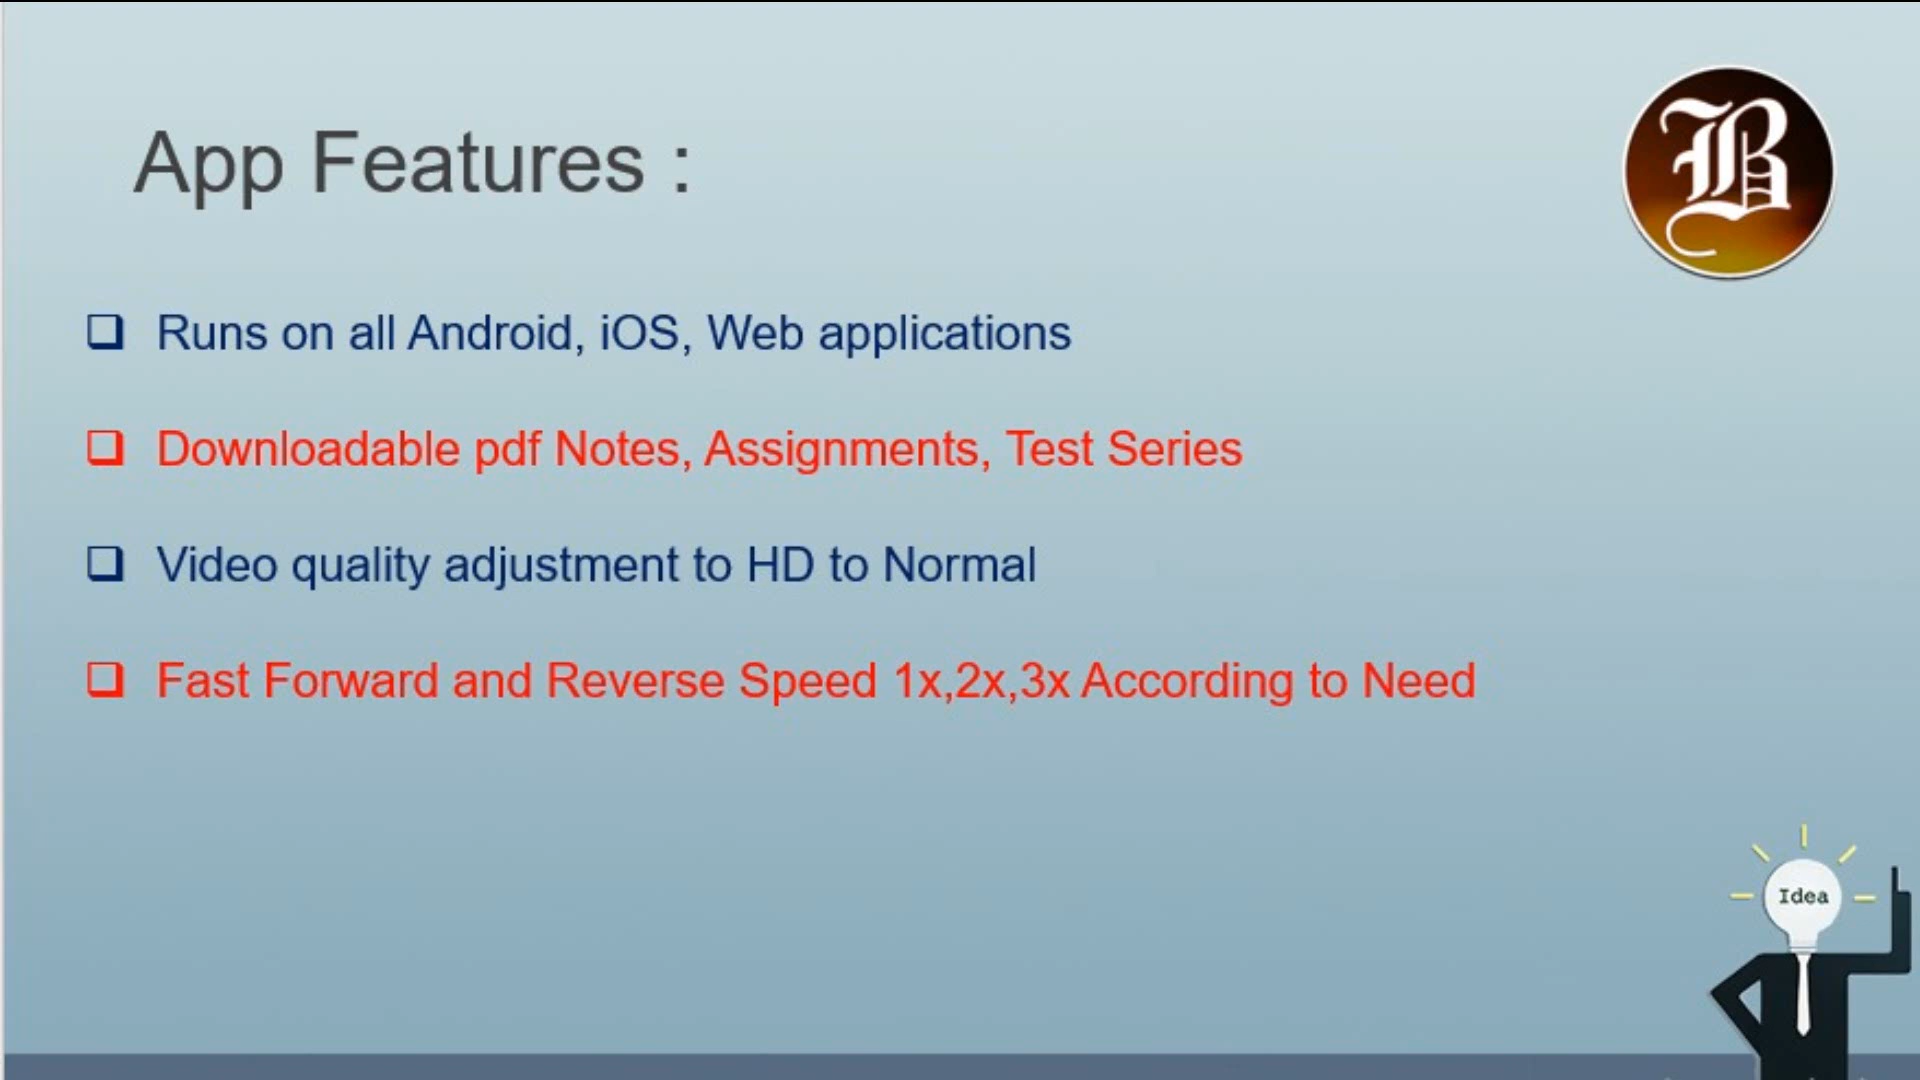 App Features :
B
Runs on all Android, iOS, Web applications
Downloadable pdf Notes, Assignments, Test Series
Video quality adjustment to HD to Normal
Fast Forward and Reverse Speed 1x,2x,3x According to Need
Idea